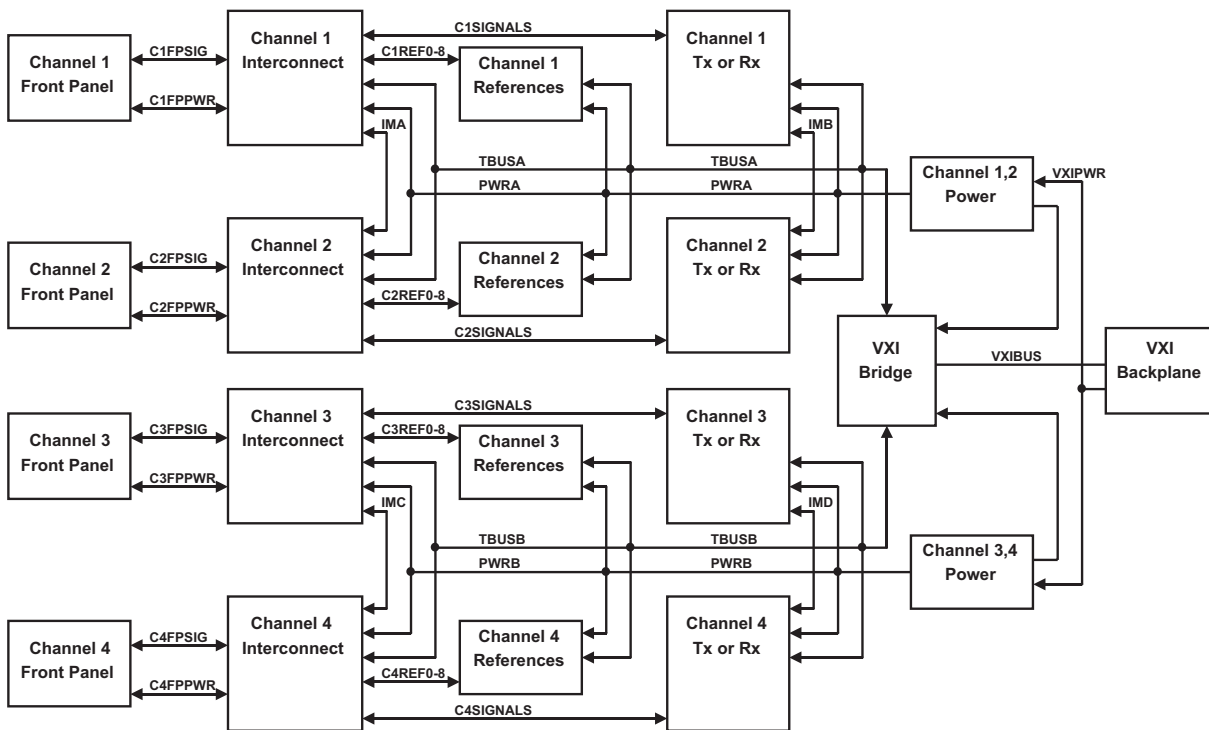 C1SIGNALS
Channel 1
Front Panel
C1FPSIG
C1FPPWR
Channel 1
Interconnect
C1REF0-8
Channel 1
References
Channel 1
Tx or Rx
IMA
IMB
TBUSA
TBUSA
PWRA
PWRA
Channel 1,2
Power
VXIPWR
Channel 2
Front Panel
C2FPSIG
C2FPPWR
Channel 2
Interconnect
Channel 2
References
C2REF0-8
Channel 2
Tx or Rx
C2SIGNALS
VXI
Bridge
VXIBUS
VXI
Backplane
C3SIGNALS
Channel 3
Front Panel
C3FPSIG
C3FPPWR
Channel 3
Interconnect
C3REF0-8
Channel 3
References
Channel 3
Tx or Rx
IMC
IMD
TBUSB
TBUSB
PWRB
PWRB
Channel 3,4
Power
Channel 4
Front Panel
C4FPSIG
C4FPPWR
Channel 4
Interconnect
Channel 4
References
C4REF0-8
Channel 4
Tx or Rx
C4SIGNALS